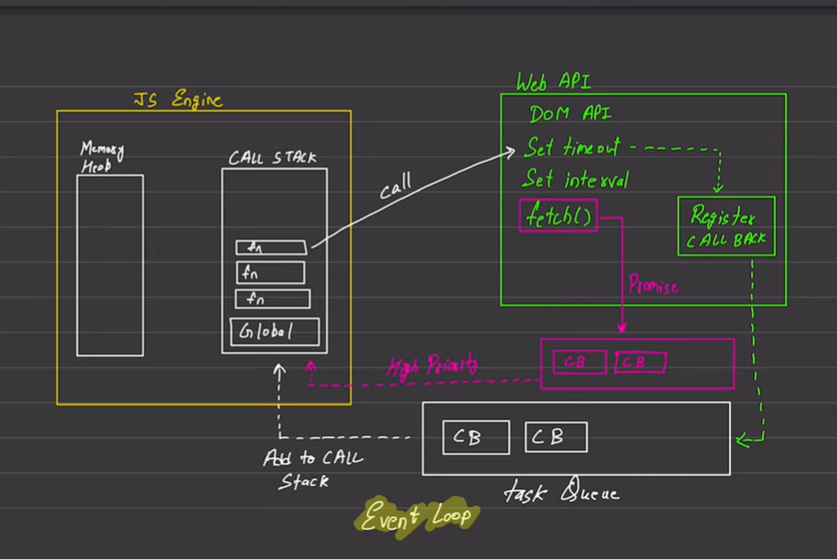 Web API
JS Engine
DOM API
Memory
Heap
CALL STACK
Set timeout
call
Set interval
fetch()
Register
CALL BACK
fn
fn
fn
Global
Promise
High Priority
CB
CB
CB
CB
Add to CALL
Stack
task Queue
Event Loop